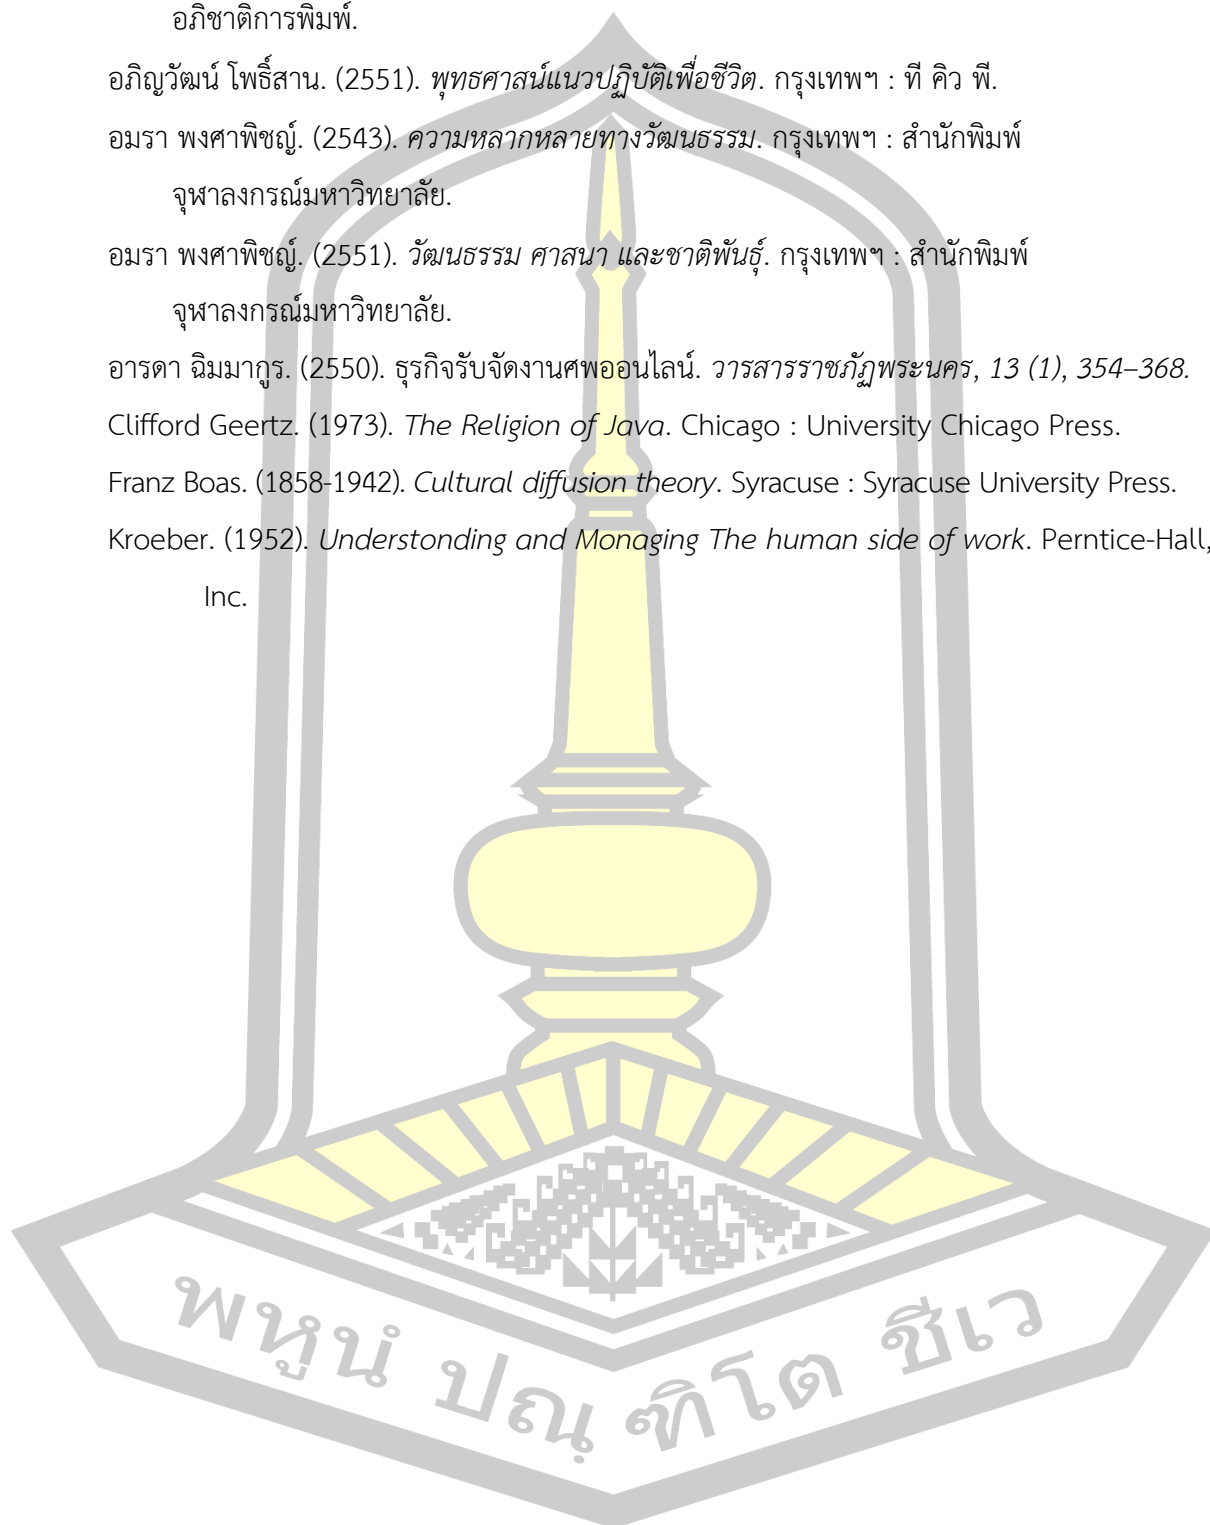 อภิชาติการพิมพ์.
อภิญวัฒน์ โพธิ์สาน. (2551). พุทธศาสน์แนวปฏิบัติเพื่อชีวิต. กรุงเทพฯ : ที คิว พี.
อมรา พงศาพิชญ์. (2543). ความหลากหลายทางวัฒนธรรม. กรุงเทพฯ : สำนักพิมพ์
จุฬาลงกรณ์มหาวิทยาลัย.
อมรา พงศาพิชญ์. (2551). วัฒนธรรม ศาสนา และชาติพันธุ์. กรุงเทพฯ : สำนักพิมพ์
จุฬาลงกรณ์มหาวิทยาลัย.
อารดา ฉิมมากูร. (2550). ธุรกิจรับจัดงานศพออนไลน์. วารสารราชภัฏพระนคร, 13 (1), 354–368.
Clifford Geertz. (1973). The Religion of Java. Chicago : University Chicago Press.
Franz Boas. (1858-1942). Cultural diffusion theory. Syracuse : Syracuse University Press.
Kroeber. (1952). Understonding and Monaging The human side of work. Perntice-Hall,
Inc.
พหูนํ ปณฺฑิโต ชีเว